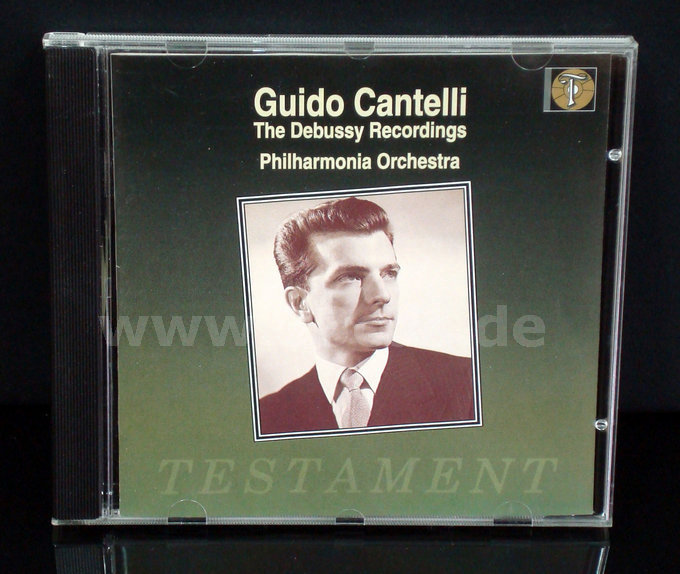 Guido Cantelli
The Debussy Recordings
Philharmonia Orchestra
TESTAMENT